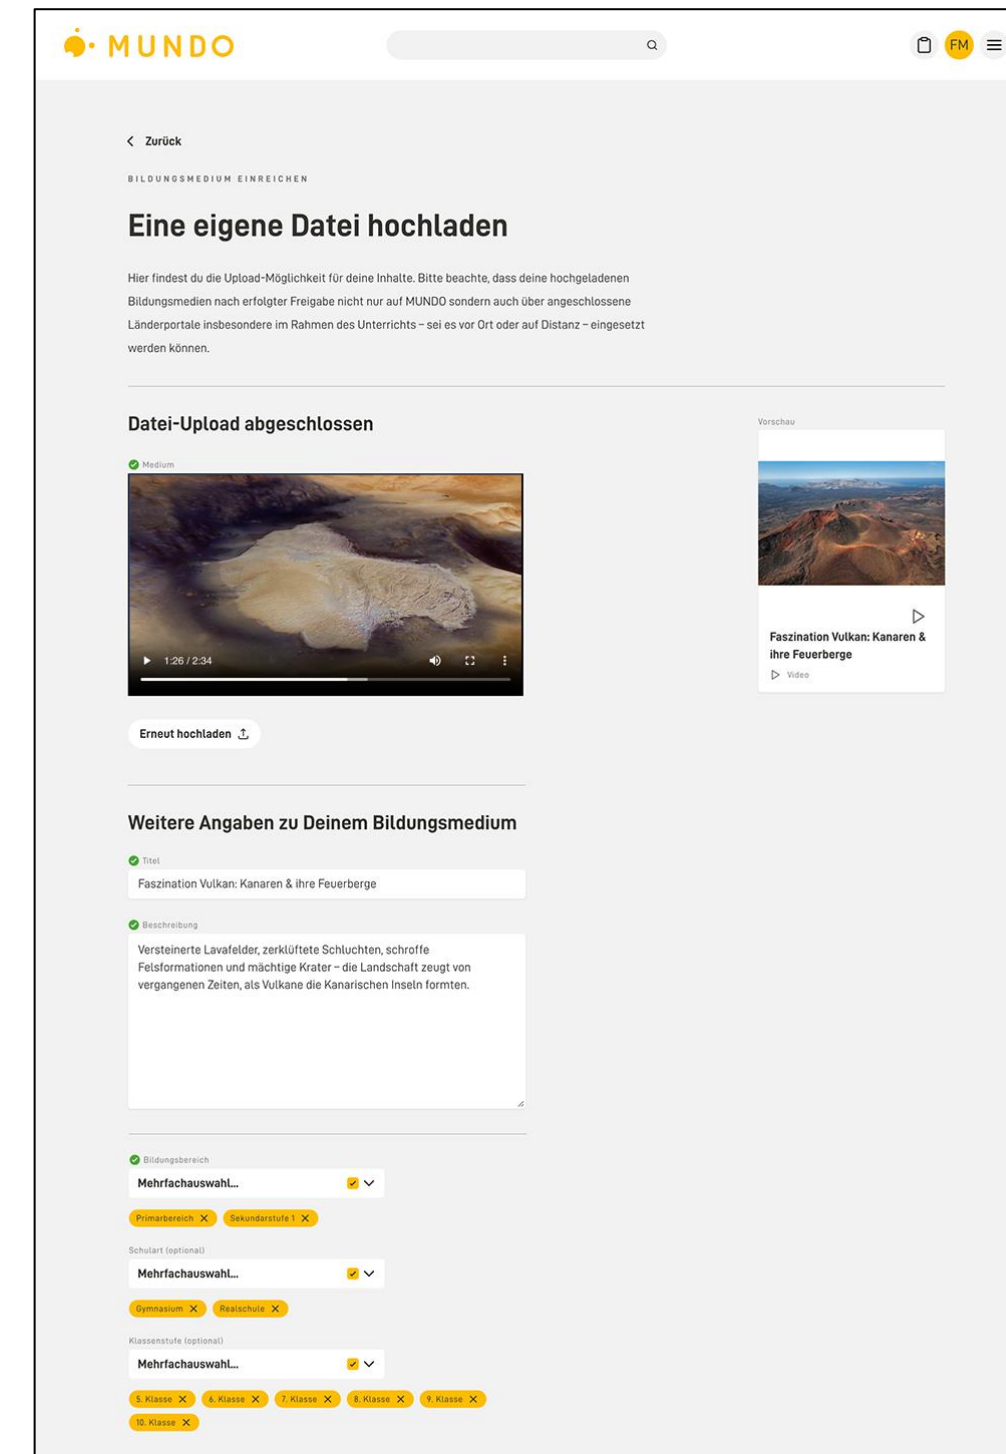 MUNDO
FM
Zurück
BILDUNGSMEDIUM EINREICHEN
Eine eigene Datei hochladen
Hier findest du die Upload-Möglichkeit für deine Inhalte. Bitte beachte, dass deine hochgeladenen
Bildungsmedien nach erfolgter Freigabe nicht nur auf MUNDO sondern auch über angeschlossene
Länderportale insbesondere im Rahmen des Unterrichts – sei es vor Ort oder auf Distanz – eingesetzt
werden können.
Datei-Upload abgeschlossen
Medium
1:26 / 2:34
Erneut hochladen
Vorschau
Faszination Vulkan: Kanaren &
ihre Feuerberge
Video
Weitere Angaben zu Deinem Bildungsmedium
Titel
Faszination Vulkan: Kanaren & ihre Feuerberge
Beschreibung
Versteinerte Lavafelder, zerklüftete Schluchten, schroffe
Felsformationen und mächtige Krater – die Landschaft zeugt von
vergangenen Zeiten, als Vulkane die Kanarischen Inseln formten.
Bildungsbereich
Mehrfachauswahl...
Primarbereich Sekundarstufe 1
Schulart (optional)
Mehrfachauswahl...
Gymnasium Realschule
Klassenstufe (optional)
Mehrfachauswahl...
5. Klasse 6. Klasse 7. Klasse 8. Klasse 9. Klasse
10. Klasse